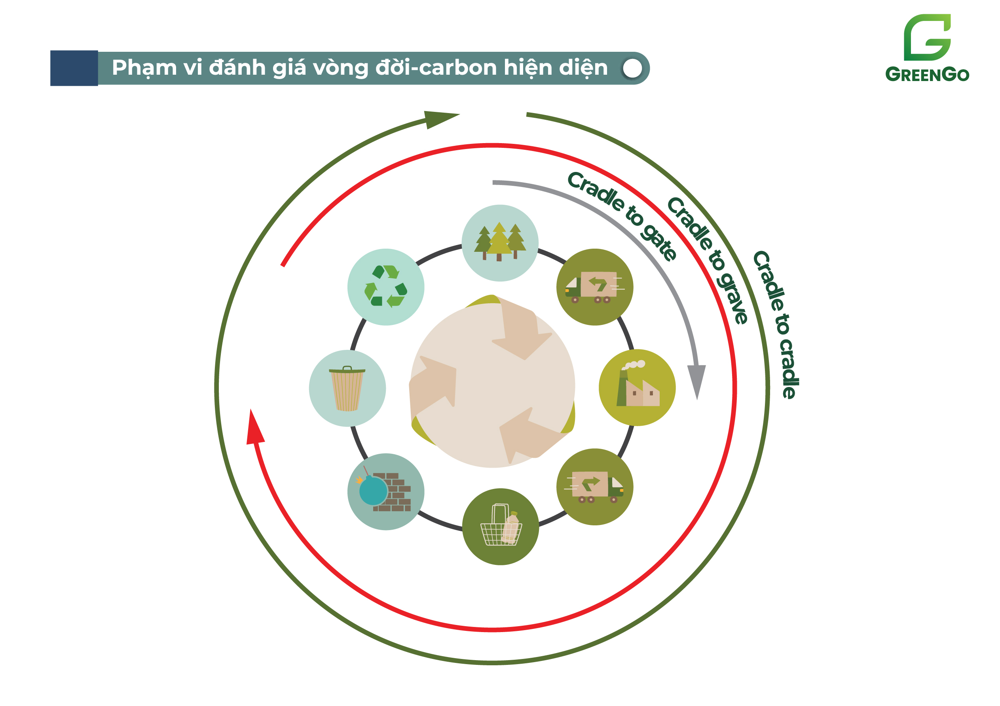 Phạm vi đánh giá vòng đời-carbon hiện diện
GREENGO
Cradle to gate
Cradle to grave
Cradle to cradle